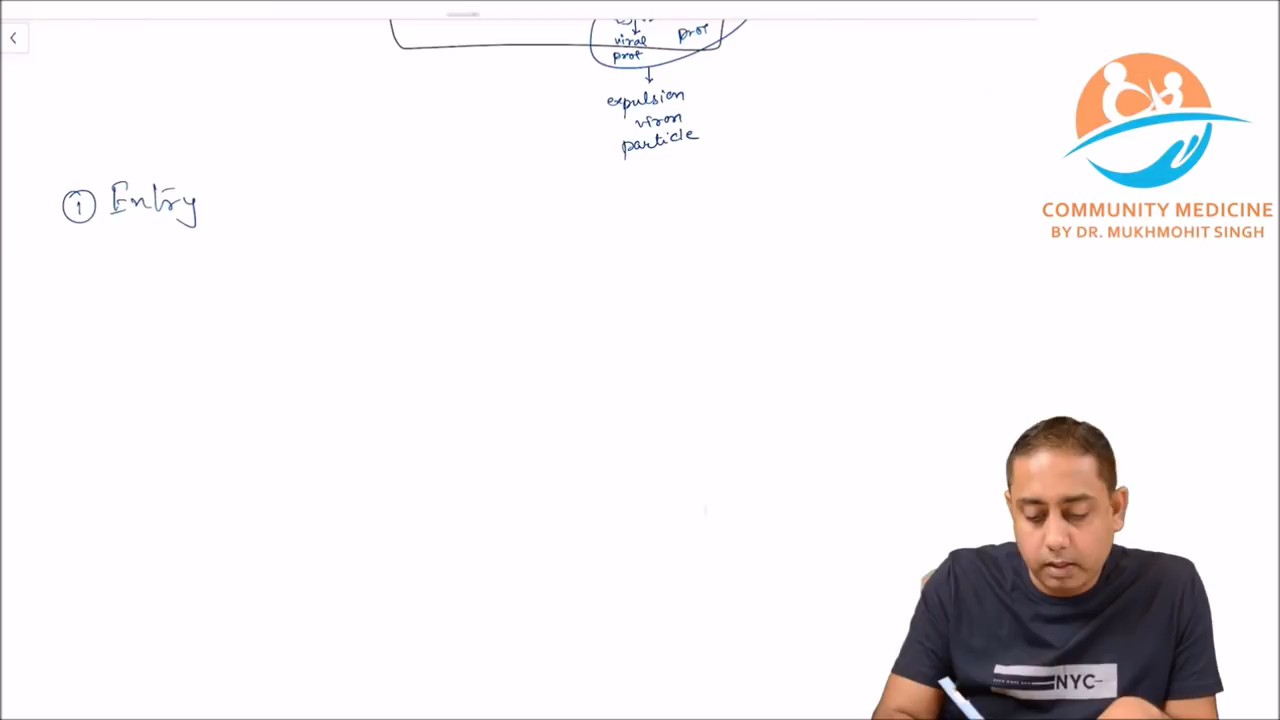 viral prot
prot
expulsion
viron
particle
① Entry
COMMUNITY MEDICINE
BY DR. MUKHMOHIT SINGH
NYC